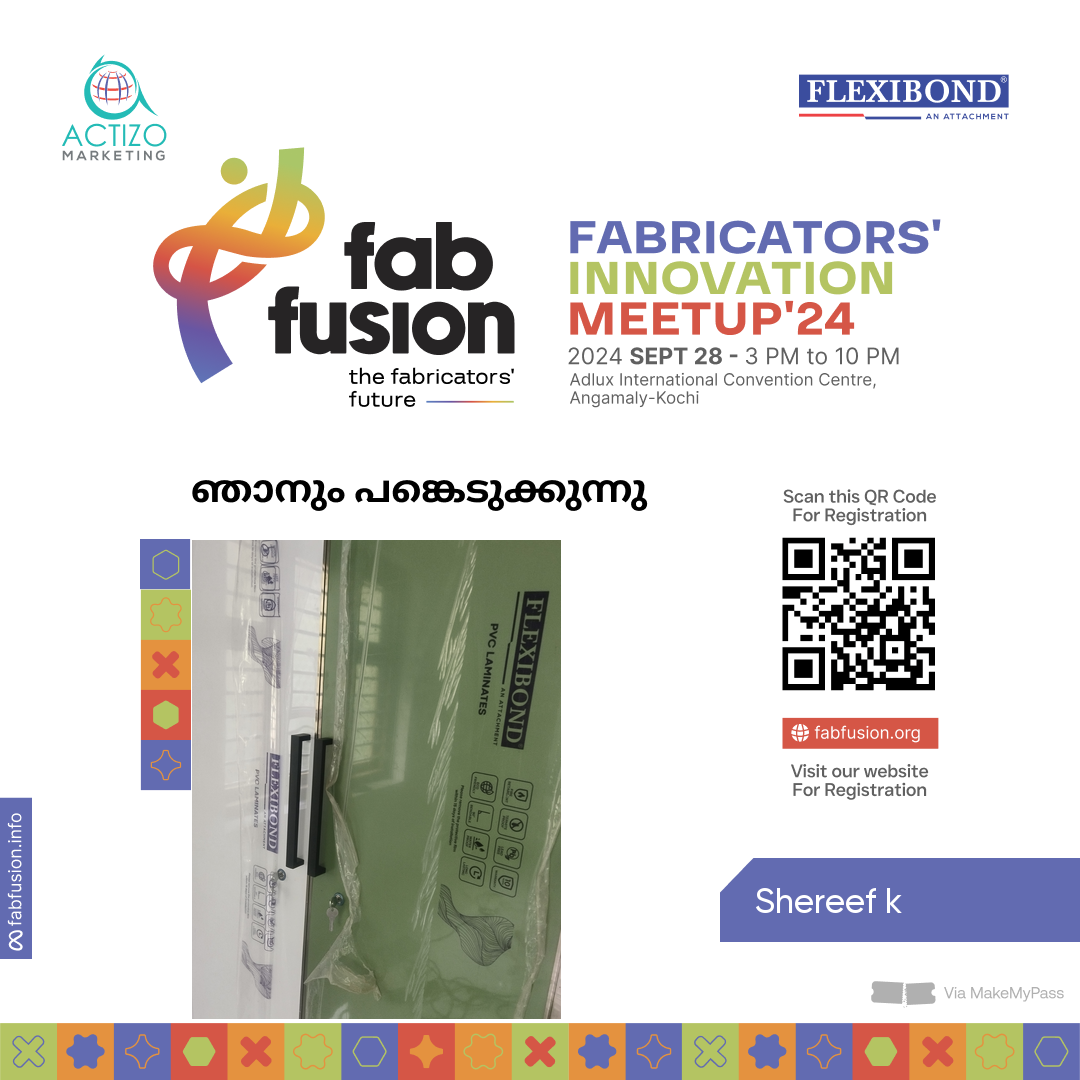 ACTIZO
MARKETING
FLEXIBOND®
AN ATTACHMENT
fab
fusion
the fabricators'
future
FABRICATORS'
INNOVATION
MEETUP'24
2024 SEPT 28 - 3 PM to 10 PM
Adlux International Convention Centre,
Angamaly-Kochi
ഞാനും പങ്കെടുക്കുന്നു
Scan this QR Code
For Registration
fabfusion.org
Visit our website
For Registration
FLEXIBOND
AN ATTACHMENT
PVC LAMINATES
FLEXIBOND
PVC LAMINATES
fabfusion.info
Shereef k
Via MakeMyPass